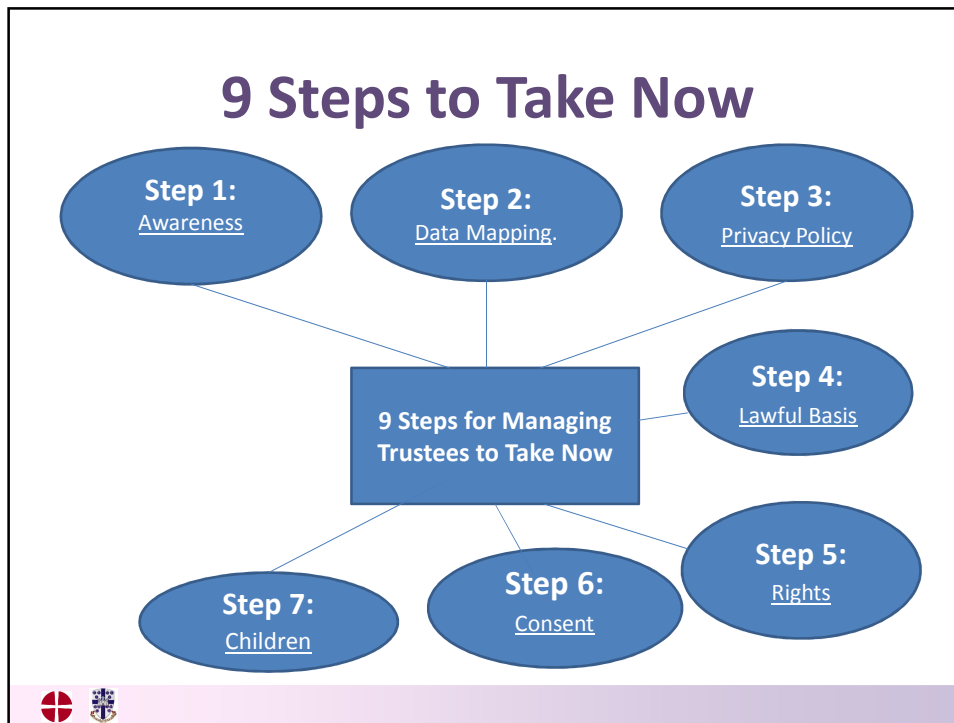 9 Steps to Take Now
Step 1:
Awareness
Step 2:
Data Mapping.
Step 3:
Privacy Policy
9 Steps for Managing
Trustees to Take Now
Step 4:
Lawful Basis
Step 5:
Rights
Step 6:
Consent
Step 7:
Children